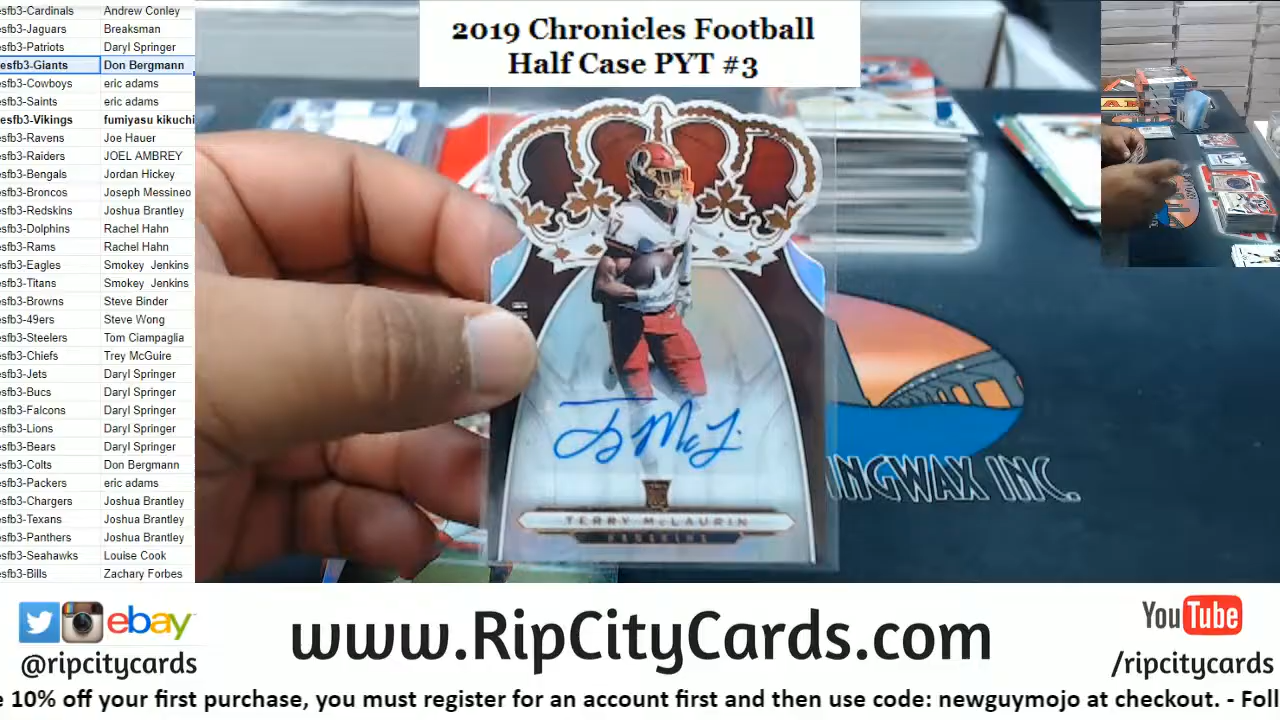 esfb3-Cardinals Andrew Conley
esfb3-Jaguars Breaksman
esfb3-Patriots Daryl Springer
esfb3-Giants Don Bergmann
esfb3-Cowboys eric adams
esfb3-Saints eric adams
esfb3-Vikings fumiyasu kikuchi
esfb3-Ravens Joe Hauer
esfb3-Raiders JOEL AMBREY
esfb3-Bengals Jordan Hickey
esfb3-Broncos Joseph Messineo
esfb3-Redskins Joshua Brantley
esfb3-Dolphins Rachel Hahn
esfb3-Rams Rachel Hahn
esfb3-Eagles Smokey Jenkins
esfb3-Titans Smokey Jenkins
esfb3-Browns Steve Binder
esfb3-49ers Steve Wong
esfb3-Steelers Tom Ciampaglia
esfb3-Chiefs Trey McGuire
esfb3-Jets Daryl Springer
esfb3-Bucs Daryl Springer
esfb3-Falcons Daryl Springer
esfb3-Lions Daryl Springer
esfb3-Bears Daryl Springer
esfb3-Colts Don Bergmann
esfb3-Packers eric adams
esfb3-Chargers Joshua Brantley
esfb3-Texans Joshua Brantley
esfb3-Panthers Joshua Brantley
esfb3-Seahawks Louise Cook
esfb3-Bills Zachary Forbes
2019 Chronicles Football
Half Case PYT #3
TERRY McLAURIN
REDSKINS
INGWAX INC.
ebay
@ripcitycards
www.RipCityCards.com
YouTube
/ripcitycards
e 10% off your first purchase, you must register for an account first and then use code: newguymojo at checkout. - Foll